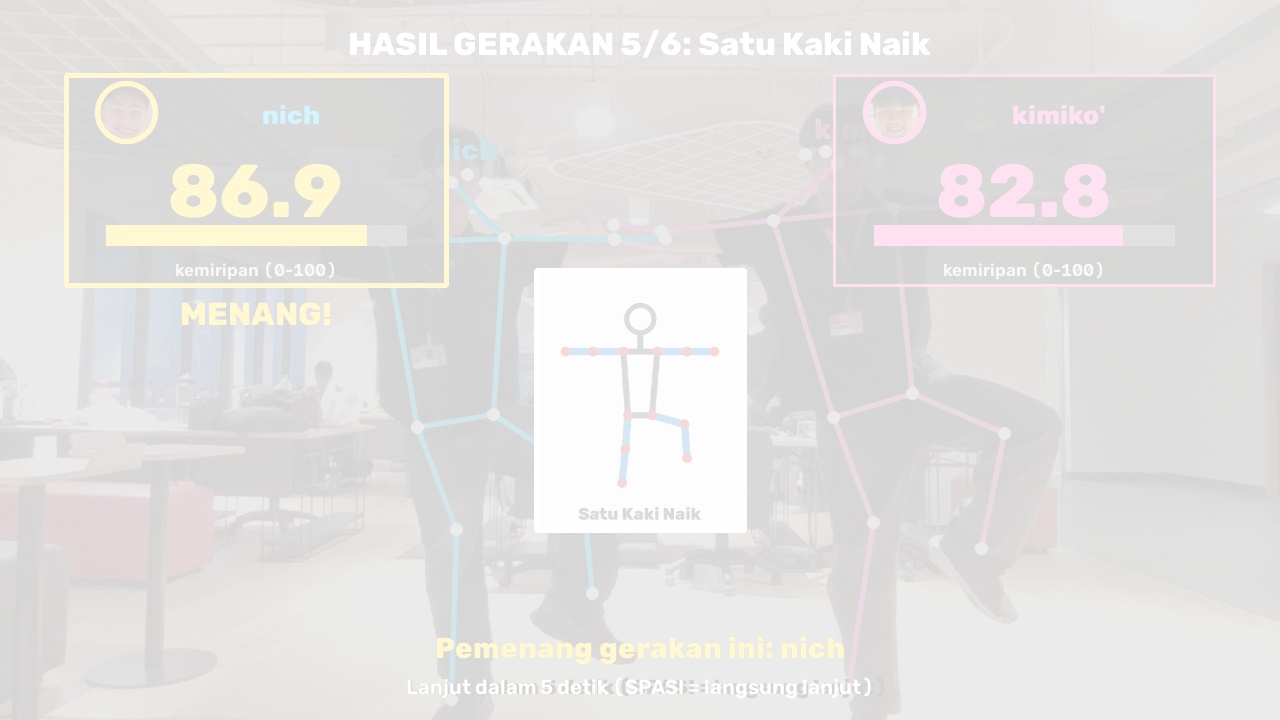 HASIL GERAKAN 5/6: Satu Kaki Naik
nich
86.9
kemiripan (0-100)
MENANG!
kimiko'
82.8
kemiripan (0-100)
nich
Satu Kaki Naik
Pemenang gerakan ini: nich
Lanjut dalam 5 detik (SPASI = langsung lanjut)